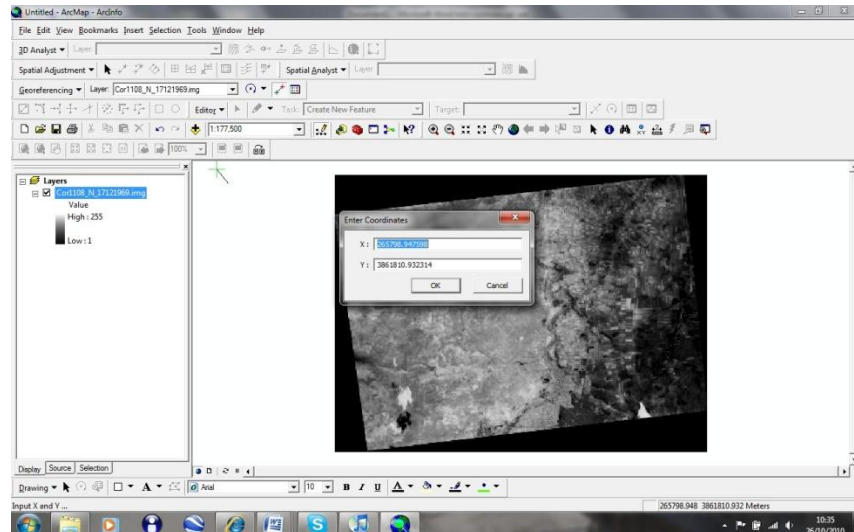 Untitled - ArcMap - ArcInfo
File Edit View Bookmarks Insert Selection Tools Window Help
3D Analyst Layer:
Spatial Adjustment Spatial Analyst Layer:
Georeferencing Layer: Cor1108_N_17121969.img
Editor Task: Create New Feature Target:
1:177,500
100%
Layers
Cor1108_N_17121969.img
Value
High : 255
Low : 1
Enter Coordinates
X : 265798.947598
Y : 3861810.932314
OK Cancel
Display Source Selection
Drawing A Arial 10 B I U A
Input X and Y ...
265798.948 3861810.932 Meters
10:35
26/10/2010